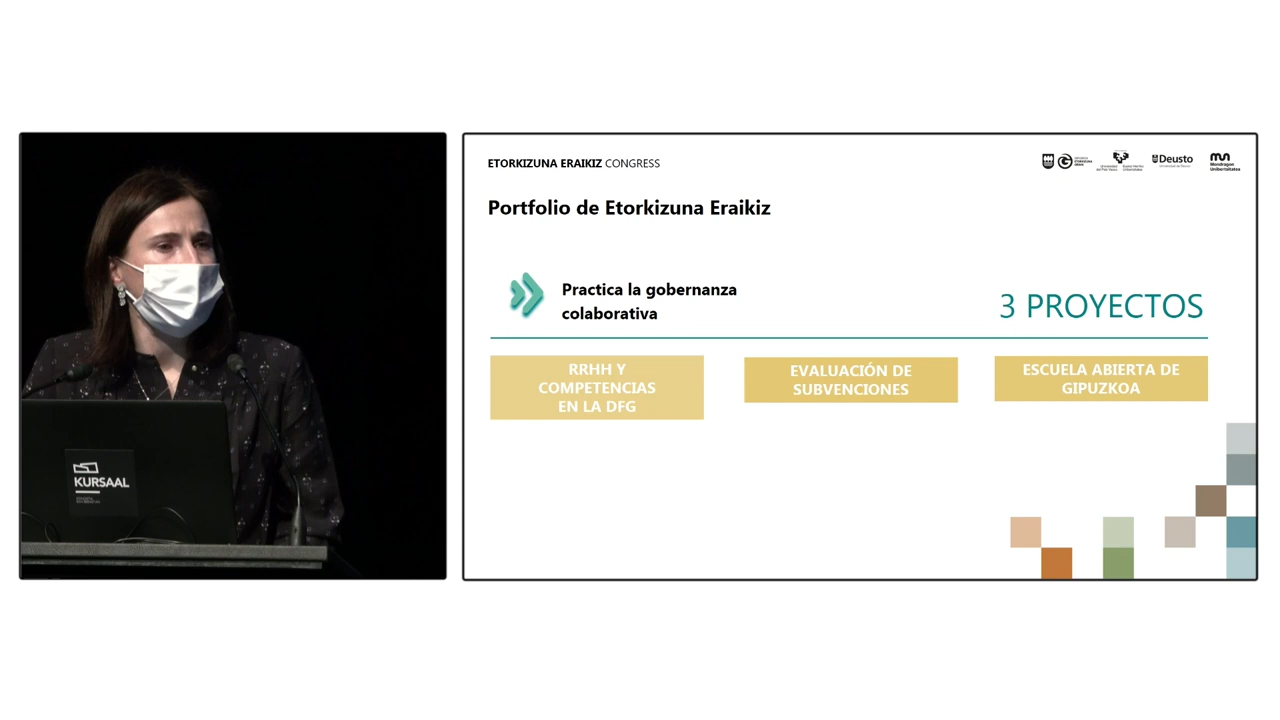 KURSAAL
ETORKIZUNA ERAIKIZ CONGRESS
Deusto
Mondragon
Unibertsitatea
Portfolio de Etorkizuna Eraikiz
Practica la gobernanza
colaborativa
3 PROYECTOS
RRHH Y
COMPETENCIAS
EN LA DFG
EVALUACIÓN DE
SUBVENCIONES
ESCUELA ABIERTA DE
GIPUZKOA